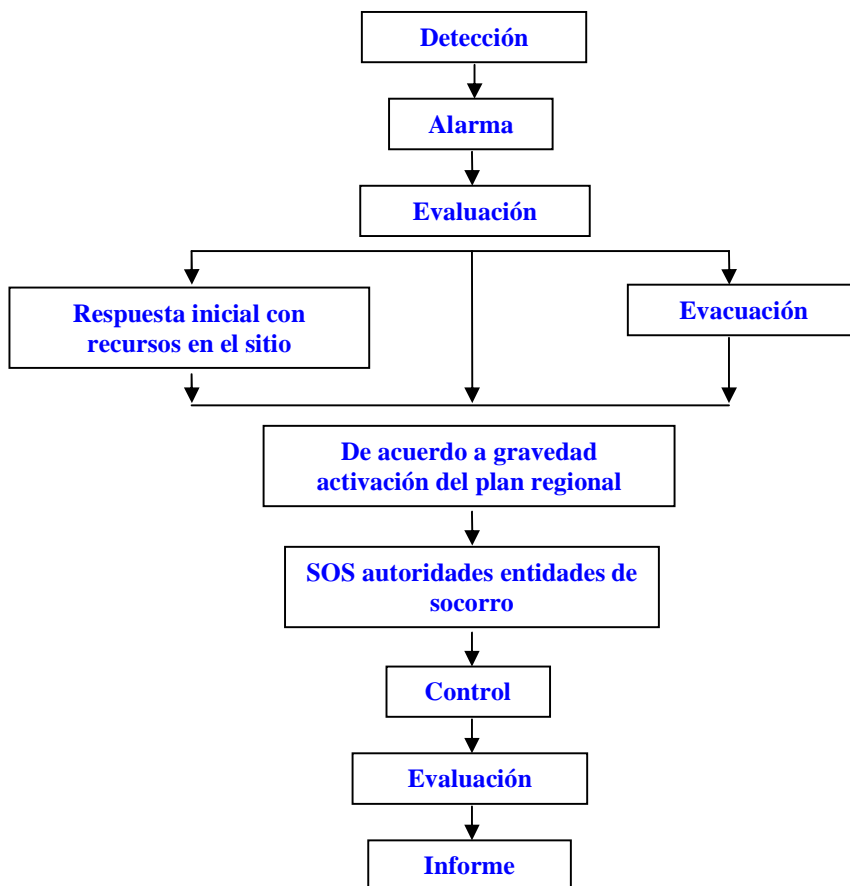 Detección
Alarma
Evaluación
Respuesta inicial con
recursos en el sitio
Evacuación
De acuerdo a gravedad
activación del plan regional
SOS autoridades entidades de
socorro
Control
Evaluación
Informe